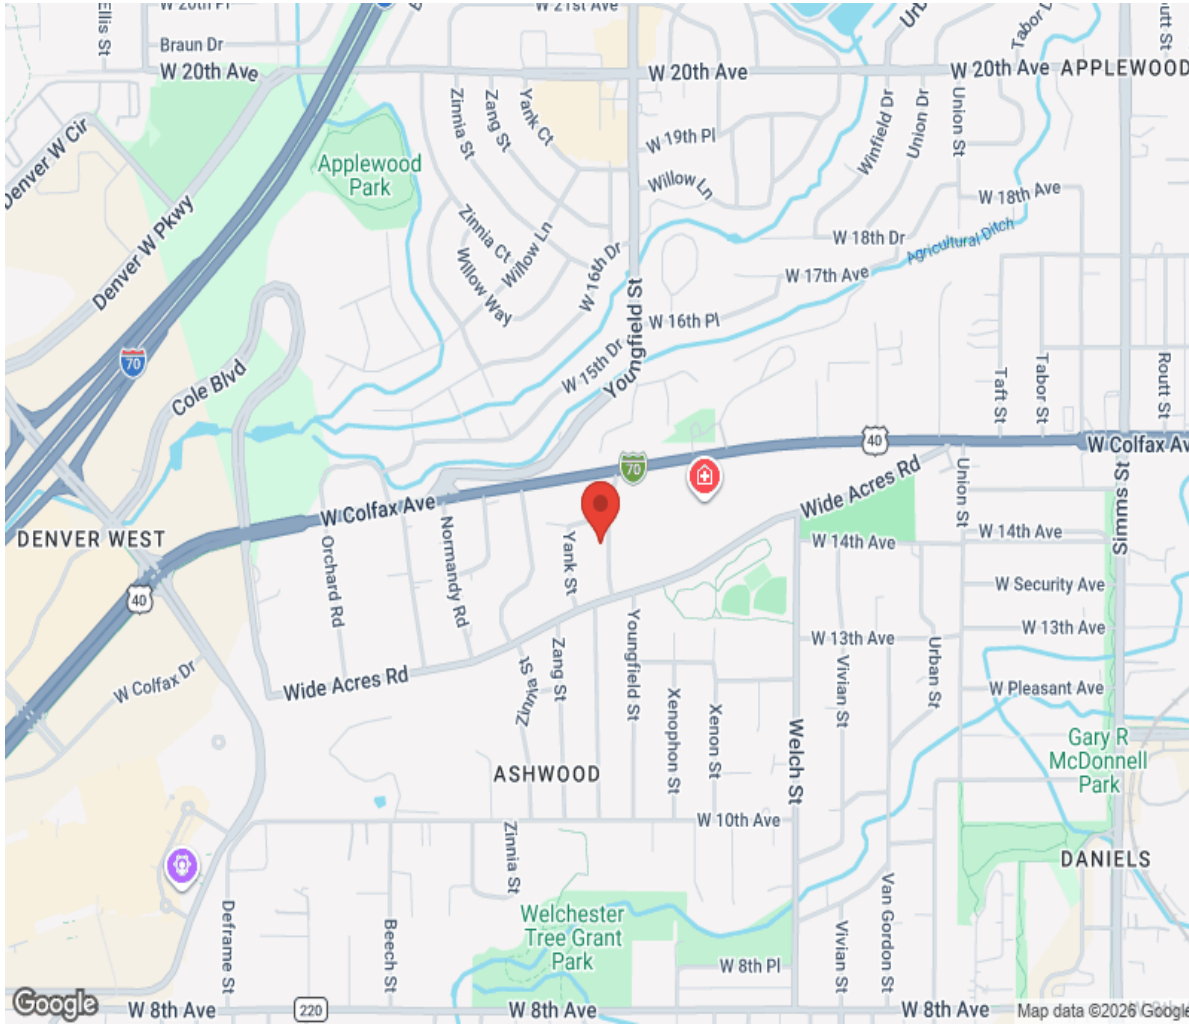 Ellis St
W 20th Pl
W 21st Ave
Braun Dr
W 20th Ave
W 20th Ave
W 20th Ave
APPLEWOOD
Tabor
Denver W Cir
Applewood
Park
Zinnia St
Zang St
Yank Ct
W 19th Pl
Willow Ln
Winfield Dr
Union Dr
Union St
W 18th Ave
Denver W Pkwy
Zinnia Ct
Willow Ln
Willow Way
W 16th Dr
W 18th Dr
Agricultural Ditch
W 17th Ave
W 16th Pl
Youngfield St
W 15th Dr
70
Cole Blvd
Taft St
Tabor St
Routt St
40
W Colfax Av
70
W Colfax Ave
Wide Acres Rd
Union St
Simms St
DENVER WEST
Orchard Rd
Normandy Rd
Yank St
W 14th Ave
W 14th Ave
40
W Security Ave
W 13th Ave
W 13th Ave
Wide Acres Rd
W Colfax Dr
Zinnia St
Zang St
Youngfield St
Xenophon St
Xenon St
Welch St
Vivian St
Urban St
W Pleasant Ave
Gary R
McDonnell
Park
ASHWOOD
W 10th Ave
Zinnia St
DANIELS
Deframe St
Beech St
Welchester
Tree Grant
Park
Vivian St
Van Gordon St
W 8th Pl
Google
W 8th Ave
220
W 8th Ave
W 8th Ave
Map data ©2026 Google